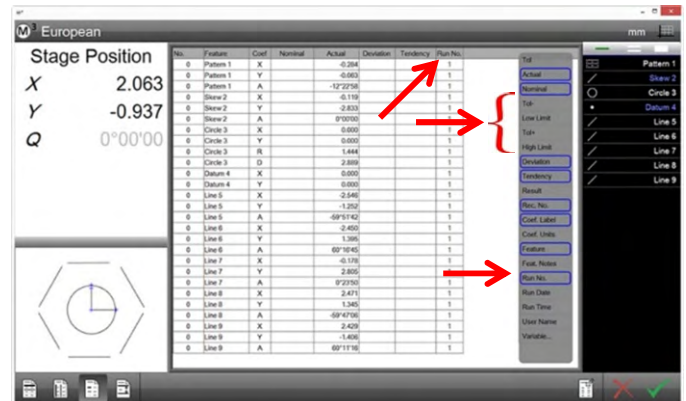 M³ European
mm
Stage Position
X 2.063
Y -0.937
Q 0°00'00
No. Feature Coef Nominal Actual Deviation Tendency Run No.
0 Pattern 1 X -0.284 1
0 Pattern 1 Y -0.063 1
0 Pattern 1 A -12°22'58 1
0 Skew 2 X -0.119 1
0 Skew 2 Y -2.833 1
0 Skew 2 A 0°00'00 1
0 Circle 3 X 0.000 1
0 Circle 3 Y 0.000 1
0 Circle 3 R 1.444 1
0 Circle 3 D 2.889 1
0 Datum 4 X 0.000 1
0 Datum 4 Y 0.000 1
0 Line 5 X -2.546 1
0 Line 5 Y -1.252 1
0 Line 5 A -59°51'42 1
0 Line 6 X -2.450 1
0 Line 6 Y 1.395 1
0 Line 6 A 60°16'45 1
0 Line 7 X -0.178 1
0 Line 7 Y 2.805 1
0 Line 7 A 0°23'50 1
0 Line 8 X 2.471 1
0 Line 8 Y 1.345 1
0 Line 8 A -59°47'06 1
0 Line 9 X 2.429 1
0 Line 9 Y -1.406 1
0 Line 9 A 60°11'16 1
Tol
Actual
Nominal
Tol-
Low Limit
Tol+
High Limit
Deviation
Tendency
Result
Rec. No.
Coef. Label
Coef. Units
Feature
Feat. Notes
Run No.
Run Date
Run Time
User Name
Variable...
Pattern 1
Skew 2
Circle 3
Datum 4
Line 5
Line 6
Line 7
Line 8
Line 9